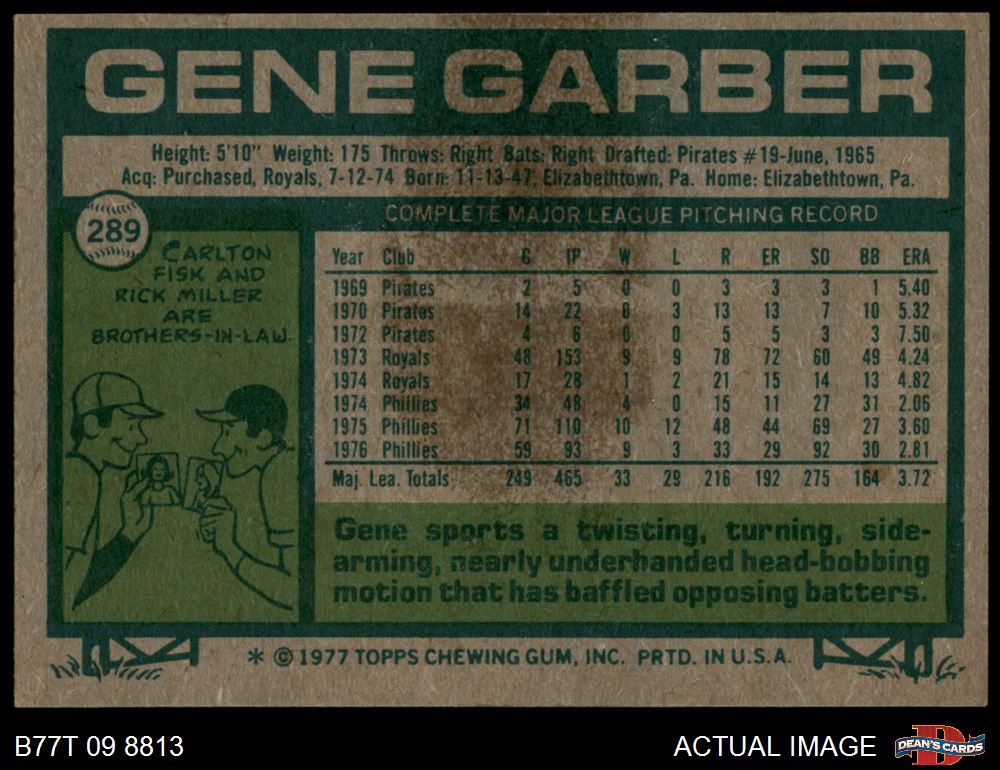 GENE GARBER
Height: 5'10" Weight: 175 Throws: Right Bats: Right Drafted: Pirates #19-June, 1965
Acq: Purchased, Royals, 7-12-74 Born: 11-13-47, Elizabethtown, Pa. Home: Elizabethtown, Pa.
289
CARLTON
FISK AND
RICK MILLER
ARE
BROTHERS-IN-LAW.
COMPLETE MAJOR LEAGUE PITCHING RECORD
Year Club G IP W L R ER SO BB ERA
1969 Pirates 2 5 0 0 3 3 3 1 5.40
1970 Pirates 14 22 0 3 13 13 7 10 5.32
1972 Pirates 4 6 0 0 5 5 3 3 7.50
1973 Royals 48 153 9 9 78 72 60 49 4.24
1974 Royals 17 28 1 2 21 15 14 13 4.82
1974 Phillies 34 48 4 0 15 11 27 31 2.06
1975 Phillies 71 110 10 12 48 44 69 27 3.60
1976 Phillies 59 93 9 3 33 29 92 30 2.81
Maj. Lea. Totals 249 465 33 29 216 192 275 164 3.72
Gene sports a twisting, turning, side-
arming, nearly underhanded head-bobbing
motion that has baffled opposing batters.
* © 1977 TOPPS CHEWING GUM, INC. PRTD. IN U.S.A.
B77T 09 8813
ACTUAL IMAGE
DEAN'S CARDS